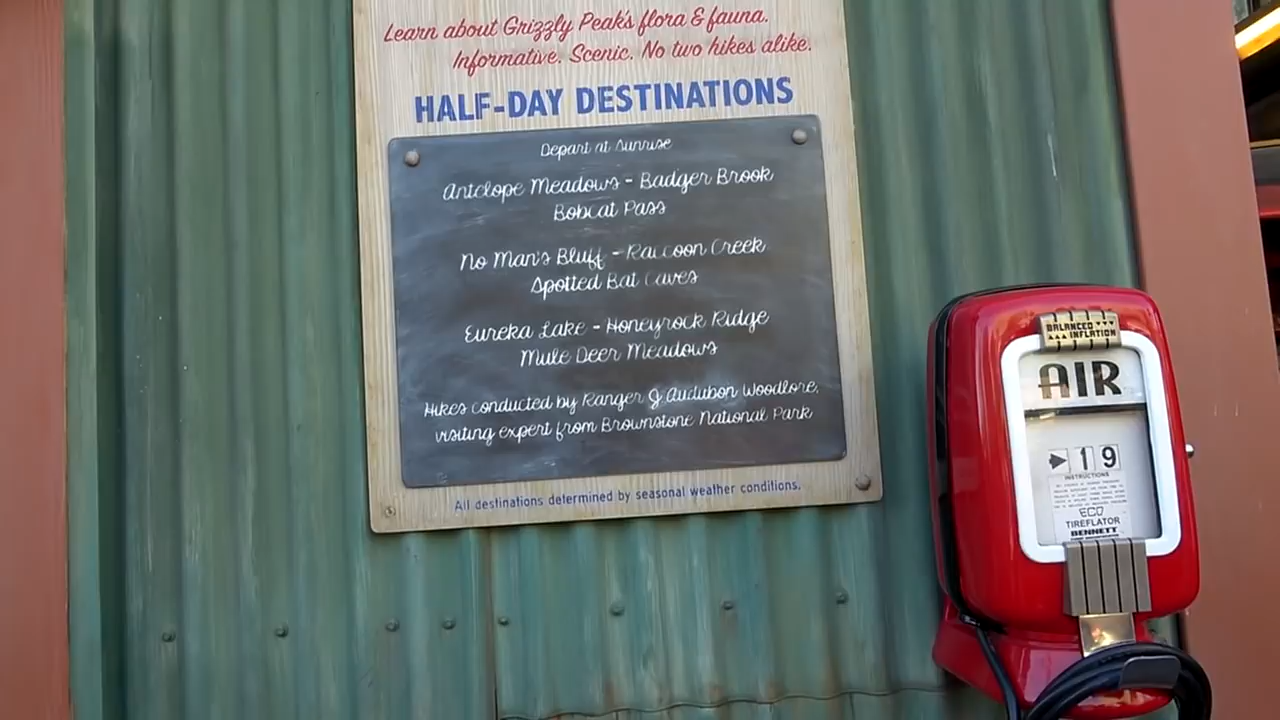 Learn about Grizzly Peak's flora & fauna.
Informative. Scenic. No two hikes alike.
HALF-DAY DESTINATIONS
Depart at Sunrise
Antelope Meadows - Badger Brook
Bobcat Pass
No Man's Bluff - Raccoon Creek
Spotted Bat Caves
Eureka Lake - Honeyrock Ridge
Mule Deer Meadows
Hikes conducted by Ranger J. Audubon Woodlore,
visiting expert from Brownstone National Park
All destinations determined by seasonal weather conditions.
BALANCED
INFLATION
AIR
19
INSTRUCTIONS
ECO
TIREFLATOR
BENNETT